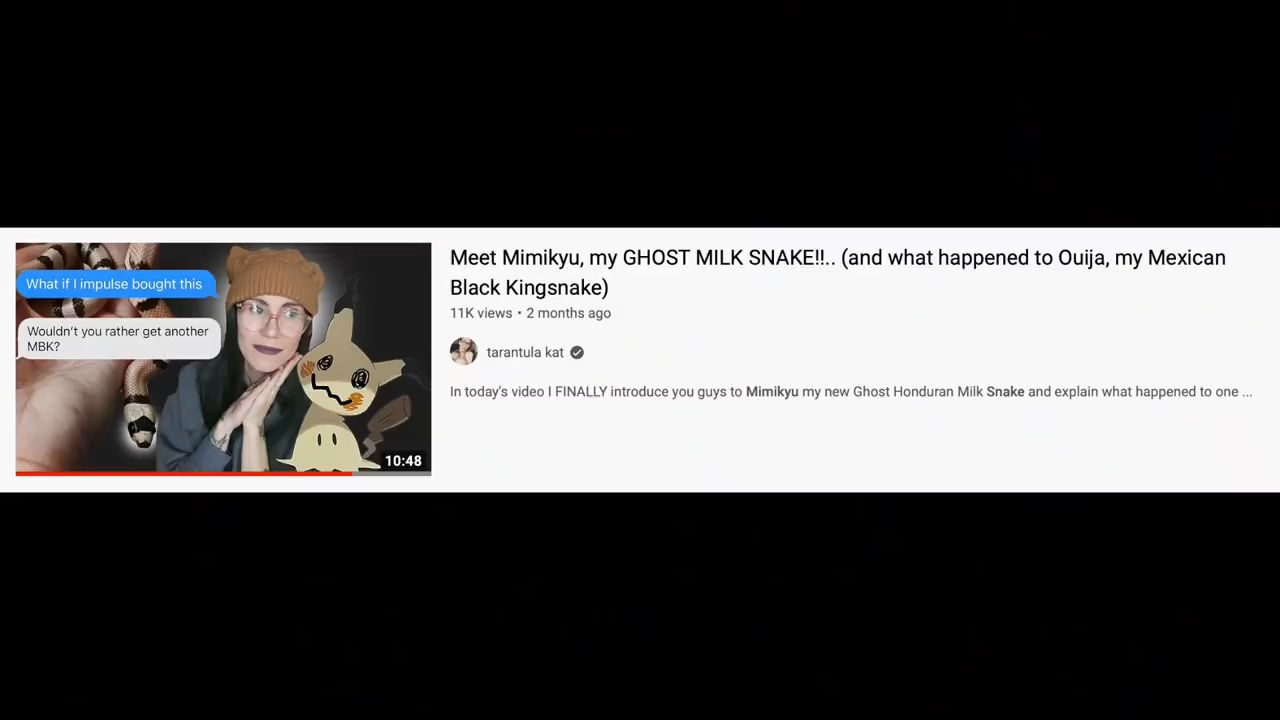 What if I impulse bought this
Wouldn't you rather get another
MBK?
10:48
Meet Mimikyu, my GHOST MILK SNAKE!!.. (and what happened to Ouija, my Mexican
Black Kingsnake)
11K views • 2 months ago
tarantula kat
In today's video I FINALLY introduce you guys to Mimikyu my new Ghost Honduran Milk Snake and explain what happened to one ...